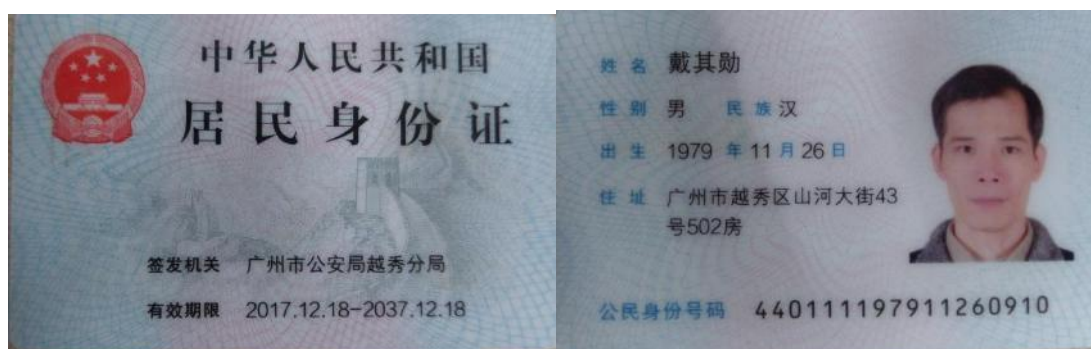 中华人民共和国
居民身份证
签发机关 广州市公安局越秀分局
有效期限 2017.12.18-2037.12.18
姓名 戴其勋
性别 男 民族 汉
出生 1979 年 11 月 26 日
住址 广州市越秀区山河大街43
号502房
公民身份号码 440111197911260910